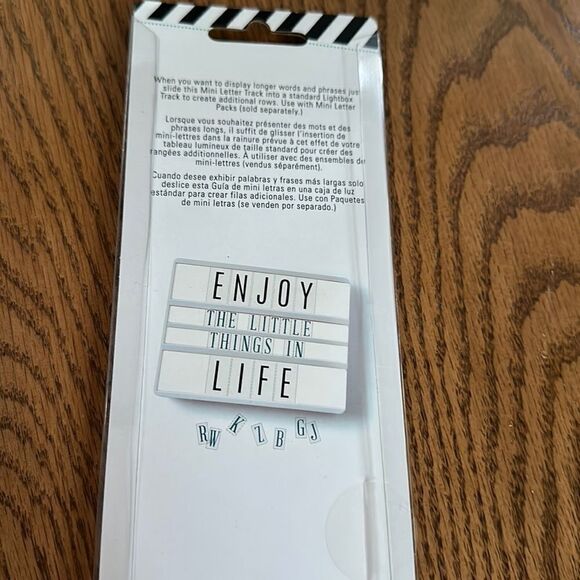 When you want to display longer words and phrases just
slide this Mini Letter Track into a standard Lightbox
Track to create additional rows. Use with Mini Letter
Packs (sold separately.)
Lorsque vous souhaitez présenter des mots et des
phrases longs, il suffit de glisser l'insertion de
mini-lettres dans la rainure prévue à cet effet de votre
tableau lumineux de taille standard pour créer des
rangées additionnelles. À utiliser avec des ensembles de
mini-lettres (vendus séparément).
Cuando desee exhibir palabras y frases más largas solo
deslice esta Guía de mini letras en una caja de luz
estándar para crear filas adicionales. Use con Paquetes
de mini letras (se venden por separado.)
ENJOY
THE LITTLE
THINGS IN
LIFE
RW K Z B G J